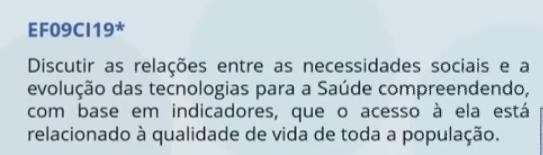 EF09CI19*
Discutir as relações entre as necessidades sociais e a
evolução das tecnologias para a Saúde compreendendo,
com base em indicadores, que o acesso à ela está
relacionado à qualidade de vida de toda a população.